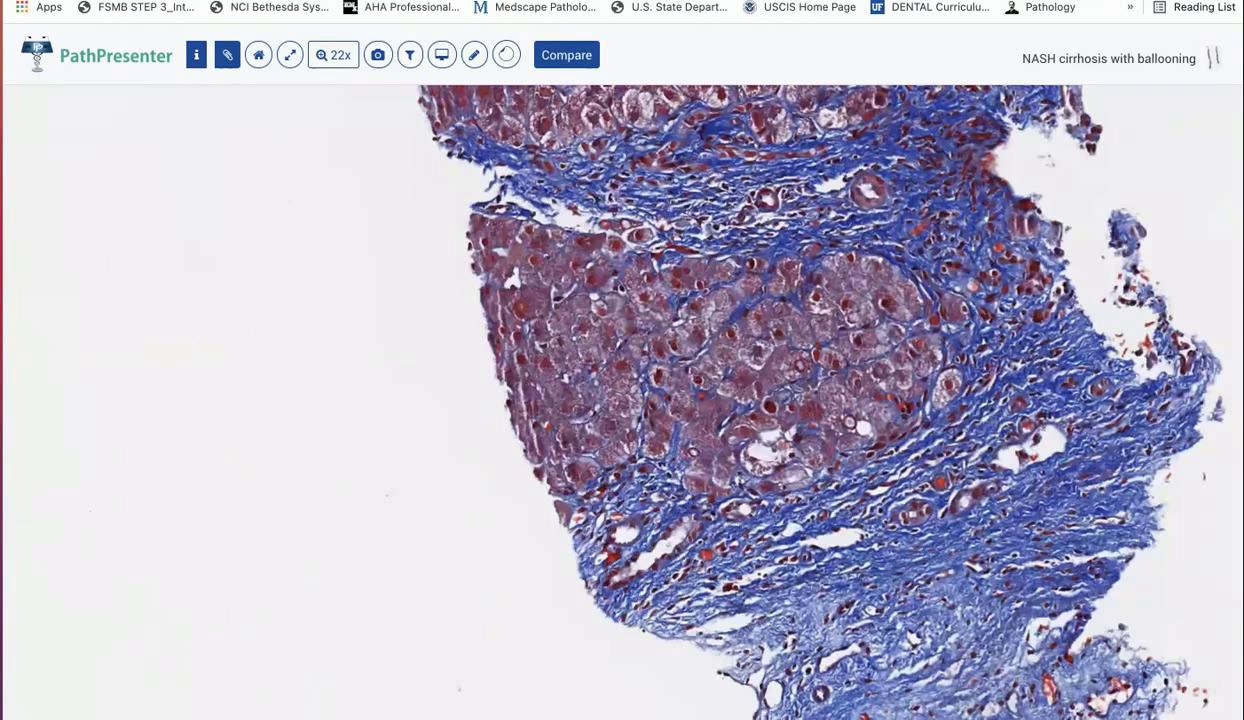 Apps FSMB STEP 3_Int... NCI Bethesda Sys... AHA Professional... Medscape Patholo... U.S. State Depart... USCIS Home Page UF DENTAL Curriculu... Pathology » Reading List
PathPresenter i 22x Compare NASH cirrhosis with ballooning